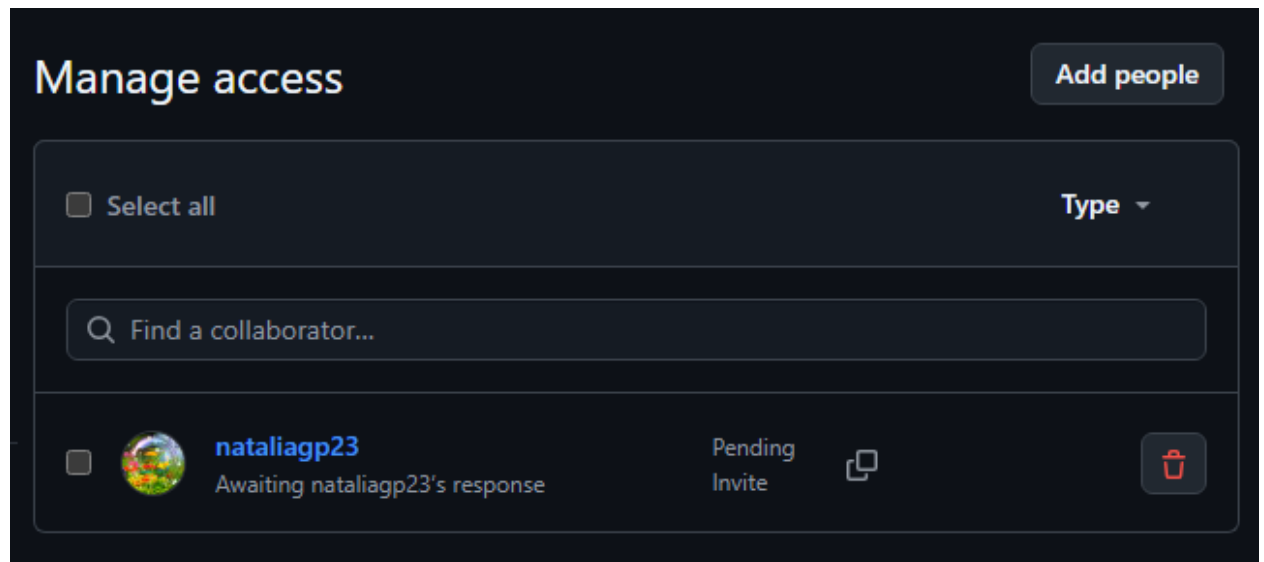 Manage access
Add people
Select all
Type
Find a collaborator...
nataliagp23
Awaiting nataliagp23's response
Pending
Invite